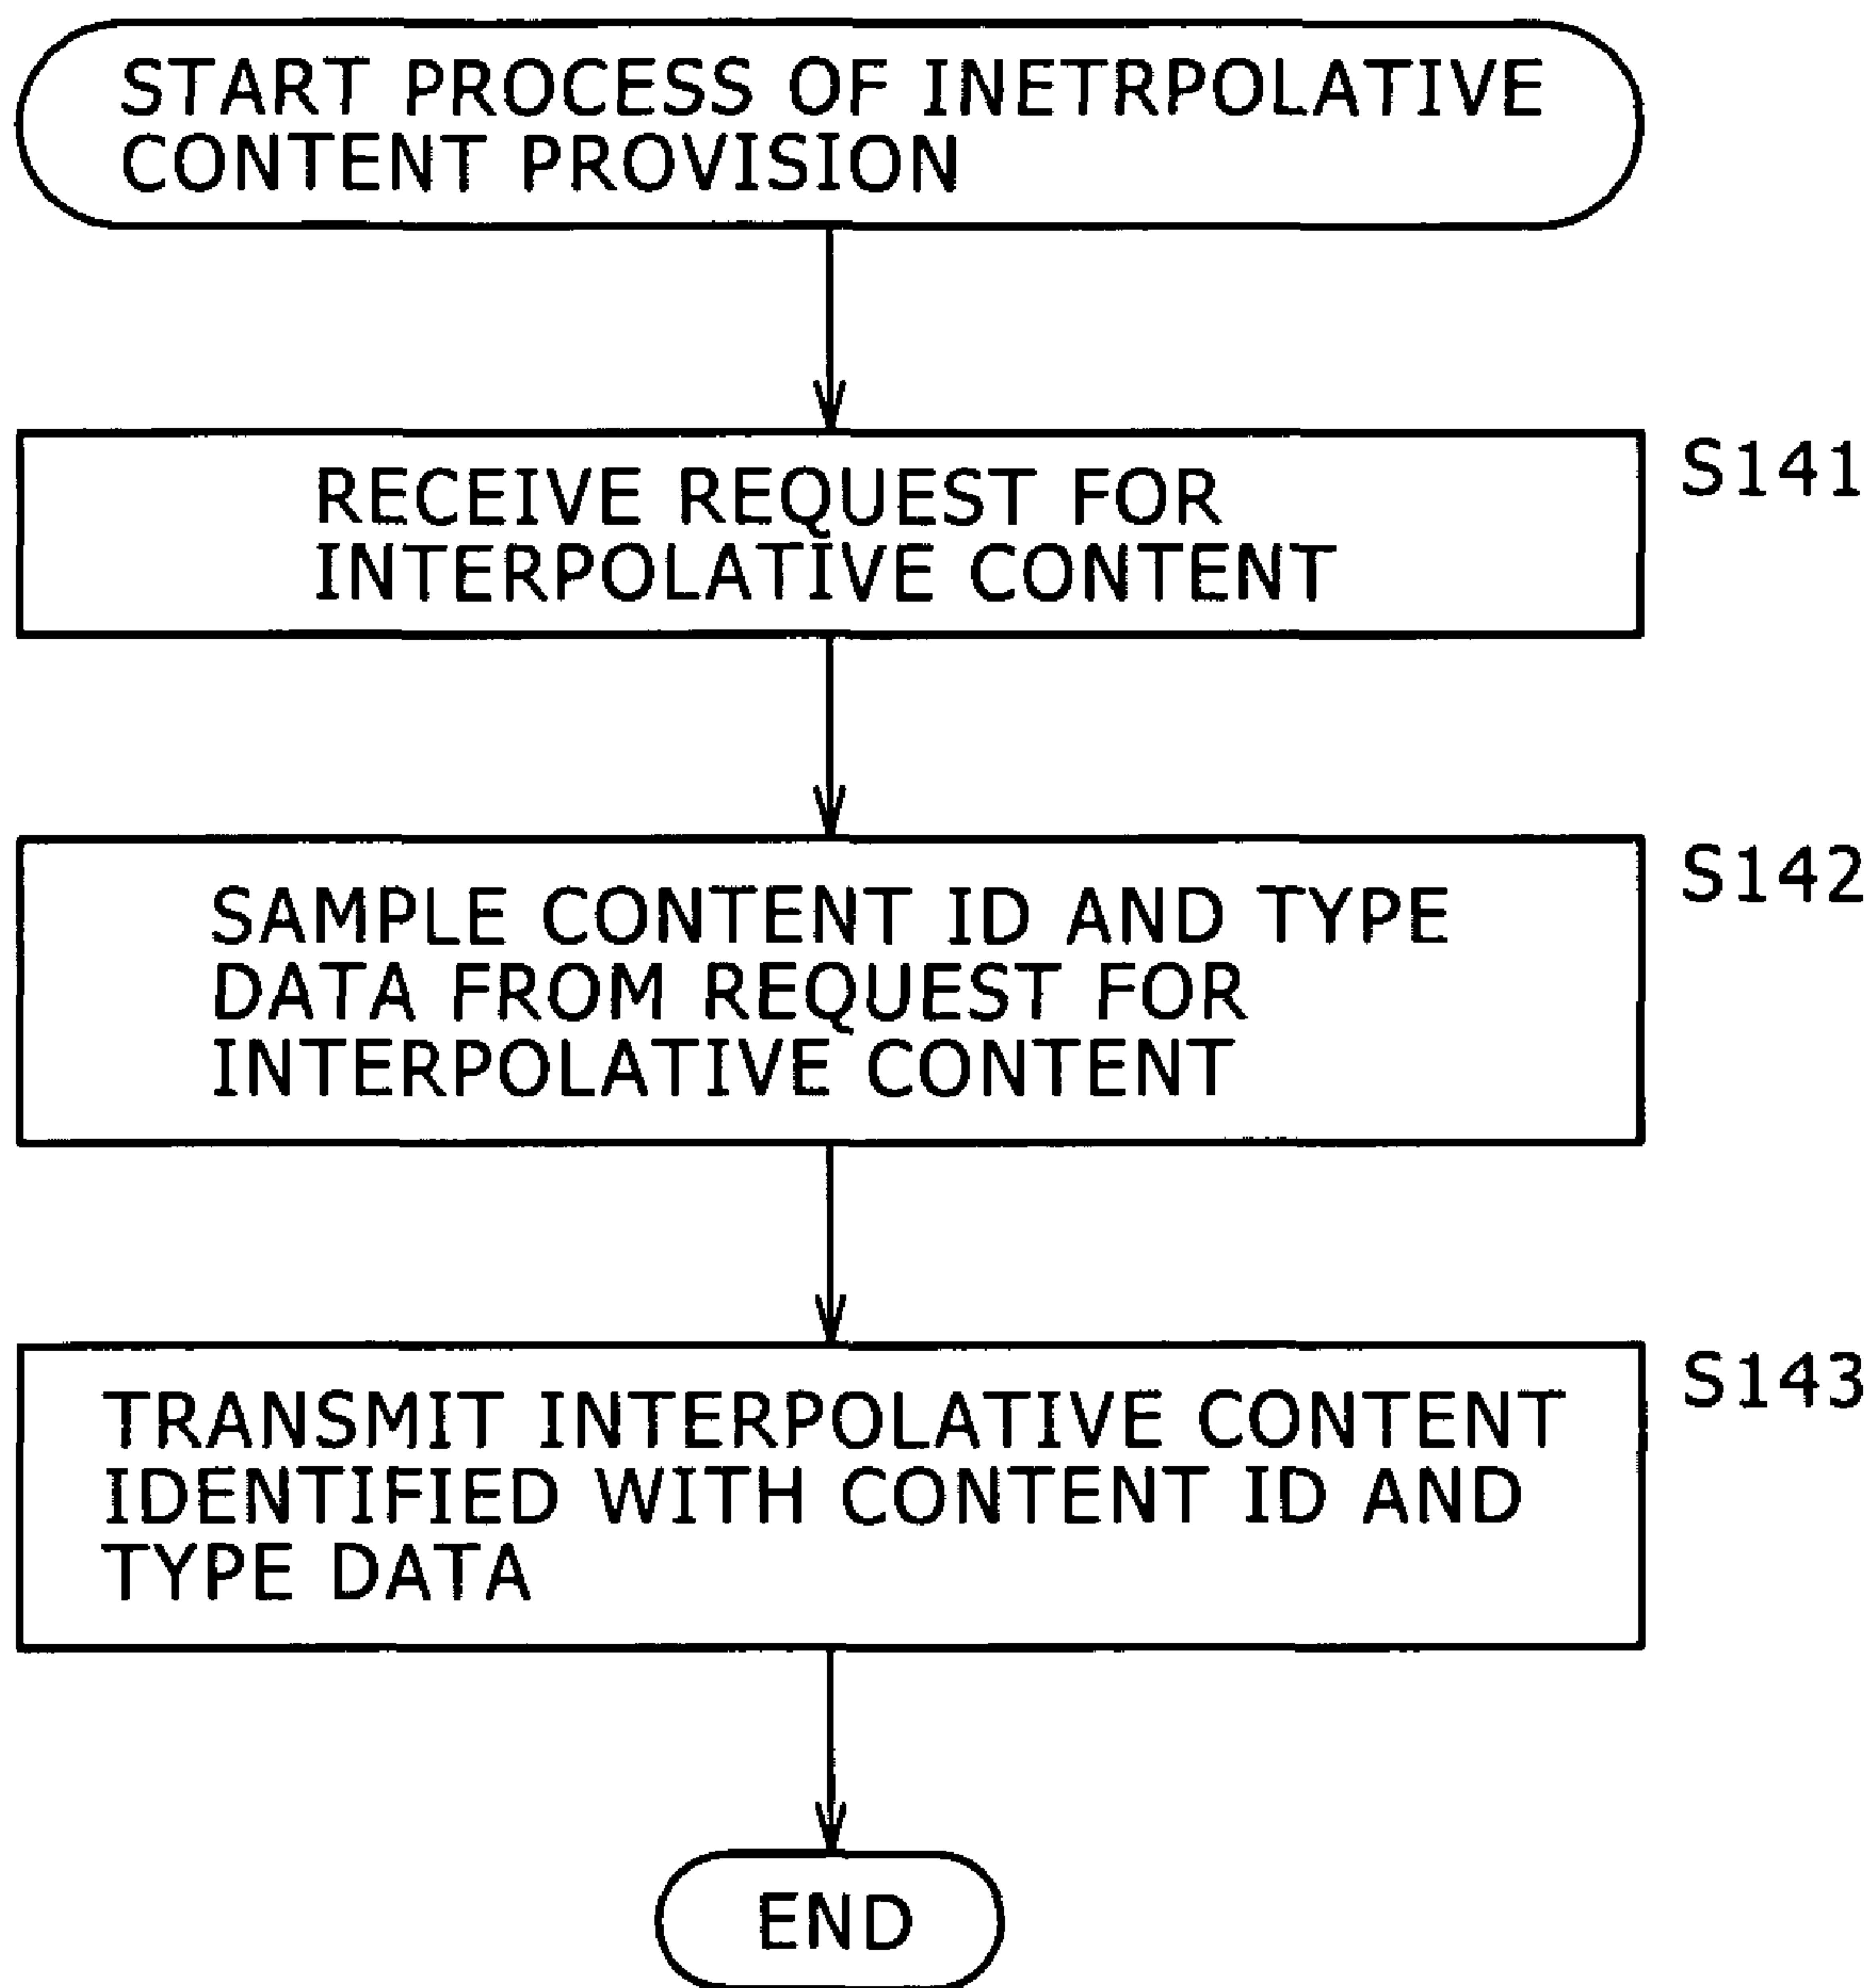 START PROCESS OF INETRPOLATIVE
CONTENT PROVISION
RECEIVE REQUEST FOR
INTERPOLATIVE CONTENT
S141
SAMPLE CONTENT ID AND TYPE
DATA FROM REQUEST FOR
INTERPOLATIVE CONTENT
S142
TRANSMIT INTERPOLATIVE CONTENT
IDENTIFIED WITH CONTENT ID AND
TYPE DATA
S143
END